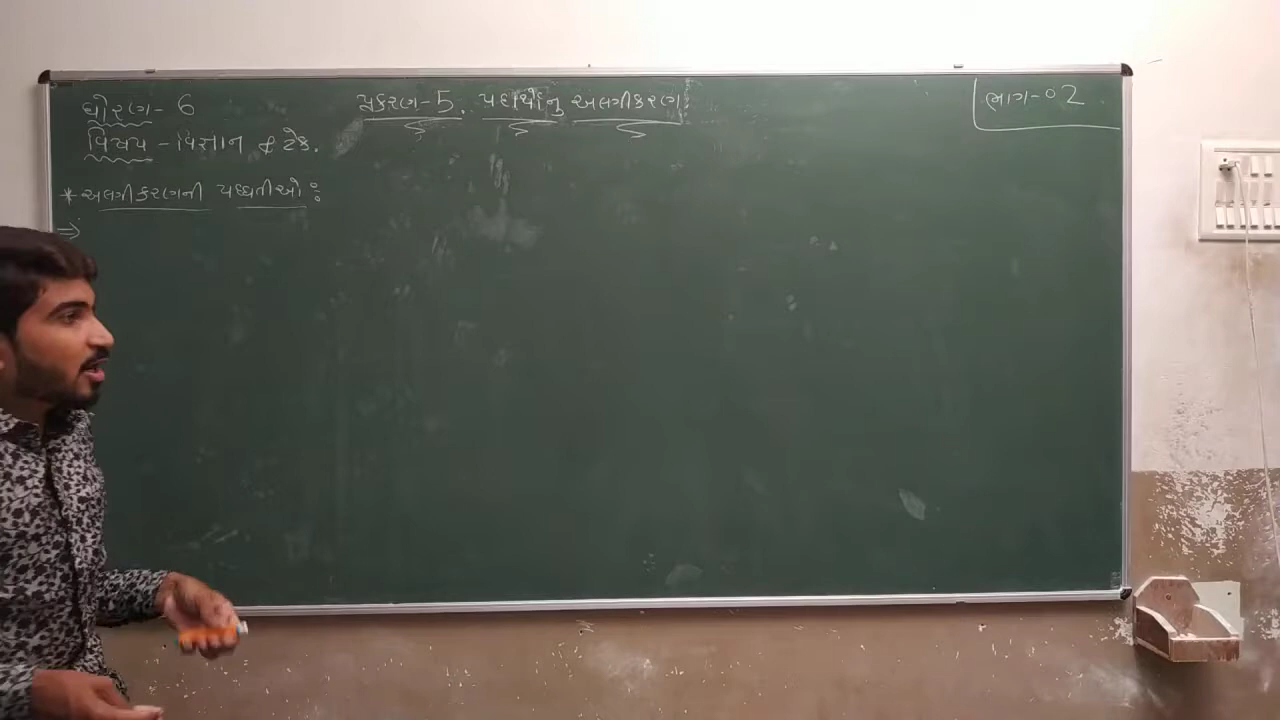 ધોરણ - 6
પ્રકરણ - 5. પદાર્થોનુ અલગીકરણ:
ભાગ - 02
વિષય - વિજ્ઞાન & ટેક.
* અલગીકરણની પધ્ધતીઓ :
⇒